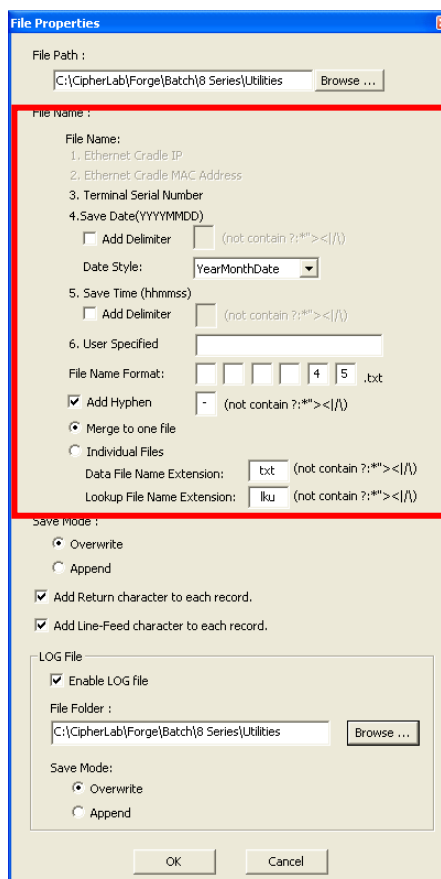 File Properties
File Path :
C:\CipherLab\Forge\Batch\8 Series\Utilities Browse ...
File Name :
File Name:
1. Ethernet Cradle IP
2. Ethernet Cradle MAC Address
3. Terminal Serial Number
4.Save Date(YYYYMMDD)
Add Delimiter (not contain ?:*"><|/\)
Date Style: YearMonthDate
5. Save Time (hhmmss)
Add Delimiter (not contain ?:*"><|/\)
6. User Specified
File Name Format: 4 5 .txt
Add Hyphen - (not contain ?:*"><|/\)
Merge to one file
Individual Files
Data File Name Extension: txt (not contain ?:*"><|/\)
Lookup File Name Extension: lku (not contain ?:*"><|/\)
Save Mode :
Overwrite
Append
Add Return character to each record.
Add Line-Feed character to each record.
LOG File
Enable LOG file
File Folder :
C:\CipherLab\Forge\Batch\8 Series\Utilities Browse ...
Save Mode:
Overwrite
Append
OK Cancel